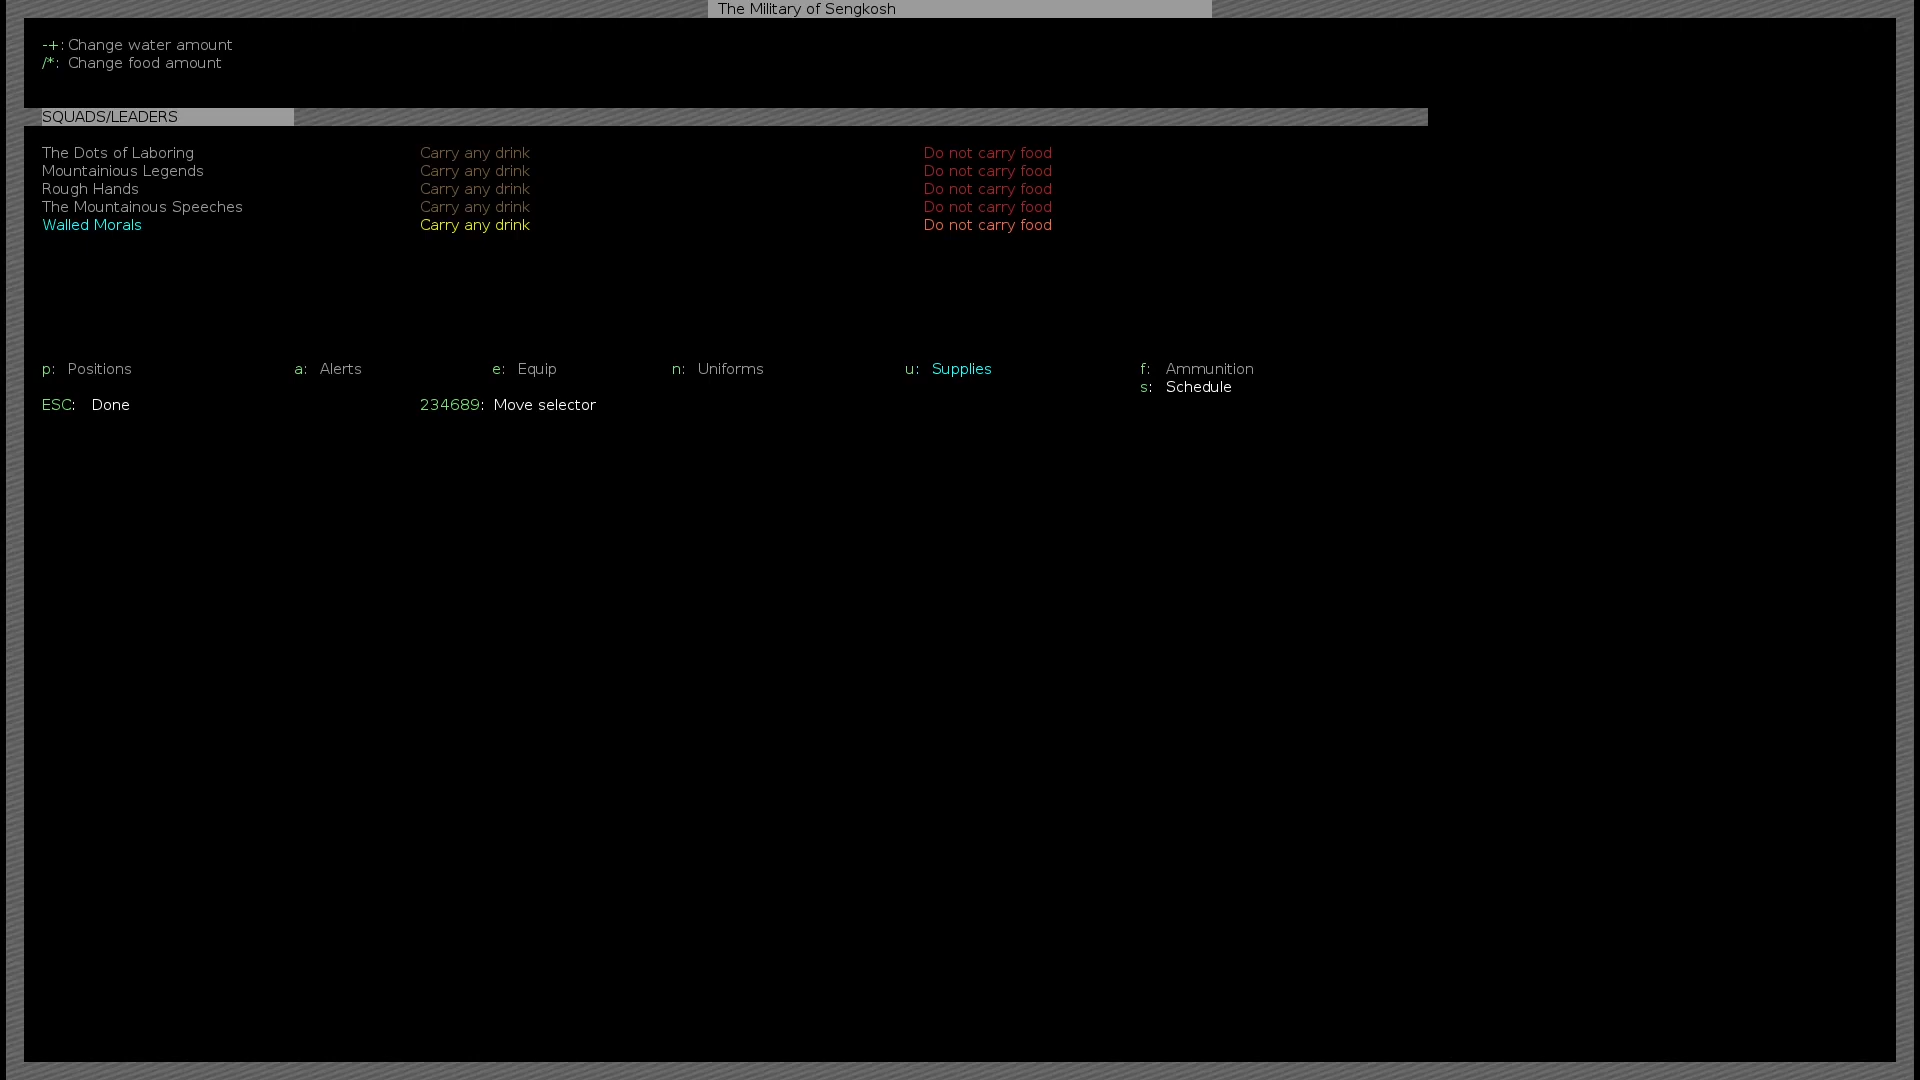 The Military of Sengkosh
-+: Change water amount
/*: Change food amount
SQUADS/LEADERS
The Dots of Laboring Carry any drink Do not carry food
Mountainious Legends Carry any drink Do not carry food
Rough Hands Carry any drink Do not carry food
The Mountainous Speeches Carry any drink Do not carry food
Walled Morals Carry any drink Do not carry food
p: Positions a: Alerts e: Equip n: Uniforms u: Supplies f: Ammunition
s: Schedule
ESC: Done 234689: Move selector